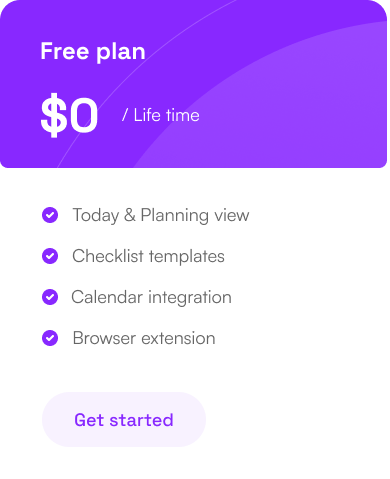 Free plan
$0 / Life time
Today & Planning view
Checklist templates
Calendar integration
Browser extension
Get started